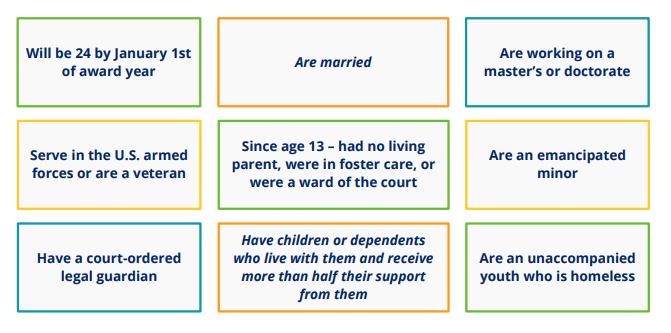 Will be 24 by January 1st
of award year
Are married
Are working on a
master's or doctorate
Serve in the U.S. armed
forces or are a veteran
Since age 13 – had no living
parent, were in foster care, or
were a ward of the court
Are an emancipated
minor
Have a court-ordered
legal guardian
Have children or dependents
who live with them and receive
more than half their support
from them
Are an unaccompanied
youth who is homeless